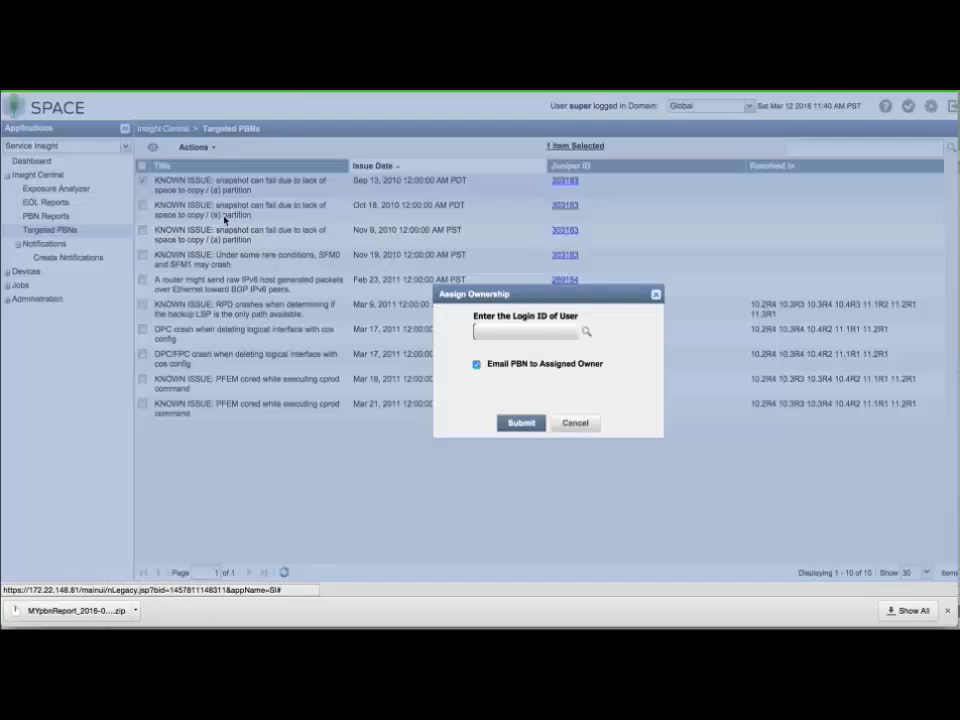 SPACE
User super logged in Domain: Global Sat Mar 12 2016 11:40 AM PST
Applications
Insight Central > Targeted PBNs
Service Insight
Actions
1 Item Selected
Dashboard
Insight Central
Exposure Analyzer
EOL Reports
PBN Reports
Targeted PBNs
Notifications
Create Notifications
Devices
Jobs
Administration
Title Issue Date Juniper ID Resolved In
KNOWN ISSUE: snapshot can fail due to lack of
space to copy / (a) partition
Sep 13, 2010 12:00:00 AM PDT 303183
KNOWN ISSUE: snapshot can fail due to lack of
space to copy / (a) partition
Oct 18, 2010 12:00:00 AM PDT 303183
KNOWN ISSUE: snapshot can fail due to lack of
space to copy / (a) partition
Nov 9, 2010 12:00:00 AM PST 303183
KNOWN ISSUE: Under some rare conditions, SFM0
and SFM1 may crash.
Nov 19, 2010 12:00:00 AM PST 303183
A router might send raw IPv6 host generated packets
over Ethernet toward BGP IPv6 peers.
Feb 23, 2011 12:00:00 AM PST 289154
KNOWN ISSUE: RPD crashes when determining if
the backup LSP is the only path available.
Mar 9, 2011 12:00:0
10.2R4 10.3R3 10.3R4 10.4R3 11.1R2 11.2R1
11.3R1
DPC crash when deleting logical interface with cos
config
Mar 17, 2011 12:00:0
10.2R4 10.3R4 10.4R2 11.1R1 11.2R1
DPC/FPC crash when deleting logical interface with
cos config
Mar 17, 2011 12:00:0
10.2R4 10.3R4 10.4R2 11.1R1 11.2R1
KNOWN ISSUE: PFEM cored while executing cprod
command
Mar 18, 2011 12:00:0
10.2R4 10.3R3 10.3R4 10.4R2 11.1R1 11.2R1
KNOWN ISSUE: PFEM cored while executing cprod
command
Mar 21, 2011 12:00:0
10.2R4 10.3R3 10.3R4 10.4R2 11.1R1 11.2R1
Assign Ownership
Enter the Login ID of User
Email PBN to Assigned Owner
Submit Cancel
Page 1 of 1
Displaying 1 - 10 of 10 Show 30 items
https://172.22.148.81/mainui/nLegacy.jsp?bid=1457811148311&appName=SI#
MYpbnReport_2016-0....zip
Show All